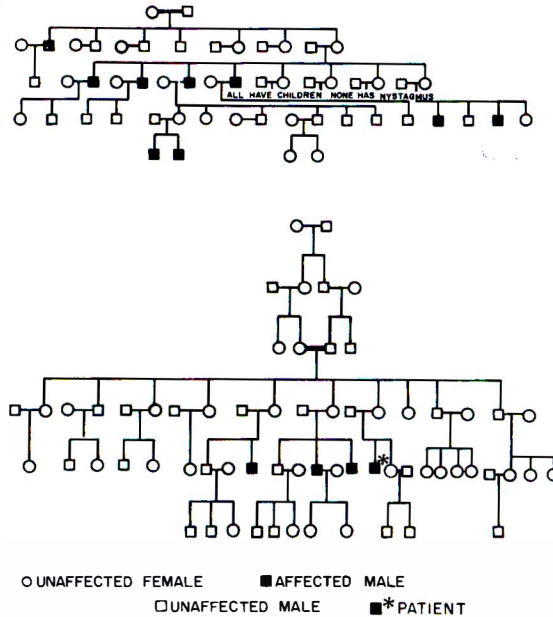 ALL HAVE CHILDREN NONE HAS NYSTAGMUS
*
UNAFFECTED FEMALE AFFECTED MALE
UNAFFECTED MALE *PATIENT